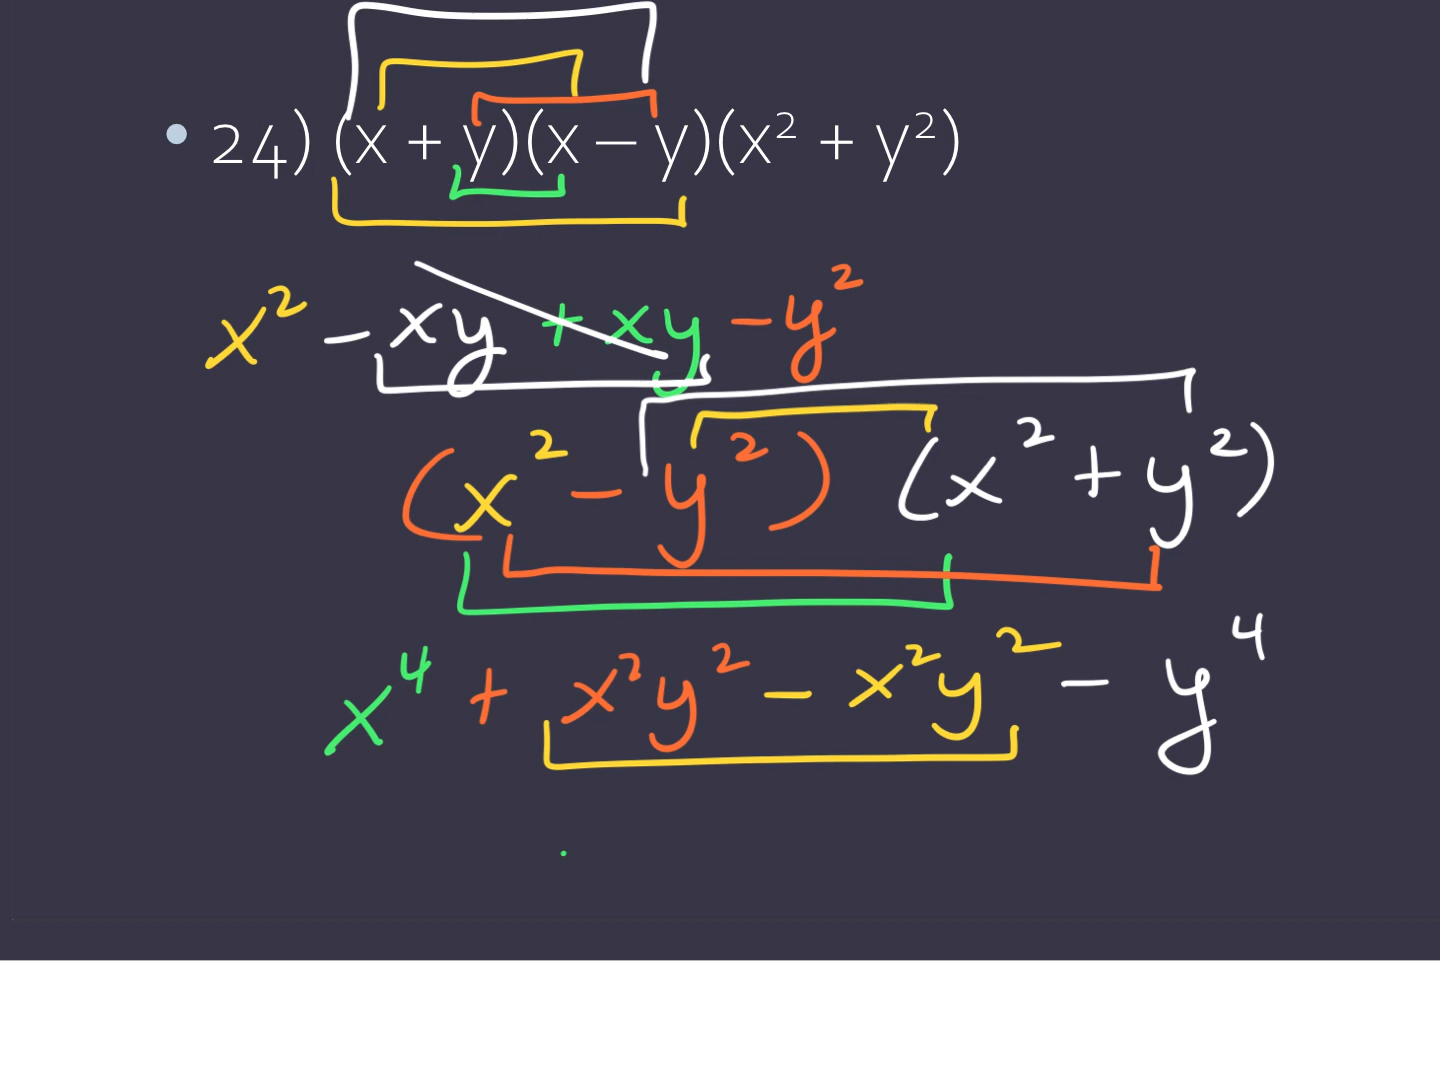 • 24) (x + y)(x – y)(x² + y²)
x² - xy + xy - y²
(x² - y²) (x² + y²)
x⁴ + x²y² - x²y² - y⁴